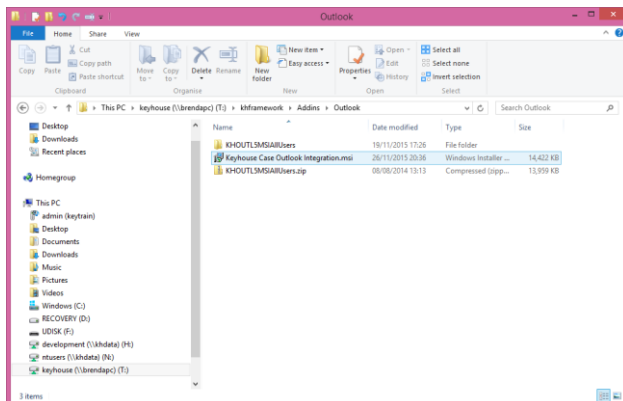 Outlook
File Home Share View
Copy Paste Cut Copy path Paste shortcut Move to Copy to Delete Rename New folder New item Easy access Properties Open Edit History Select all Select none Invert selection
Clipboard Organise New Open Select
This PC keyhouse (\\brendapc) (T:) khframework Addins Outlook Search Outlook
Desktop
Downloads
Recent places
Homegroup
This PC
admin (keytrain)
Desktop
Documents
Downloads
Music
Pictures
Videos
Windows (C:)
RECOVERY (D:)
UDISK (F:)
development (\\khdata) (H:)
ntusers (\\khdata) (N:)
keyhouse (\\brendapc) (T:)
Name Date modified Type Size
KHOUTL5MSIAllUsers 19/11/2015 17:26 File folder
Keyhouse Case Outlook Integration.msi 26/11/2015 20:36 Windows Installer ... 14,422 KB
KHOUTL5MSIAllUsers.zip 08/08/2014 13:13 Compressed (zipp... 13,959 KB
3 items